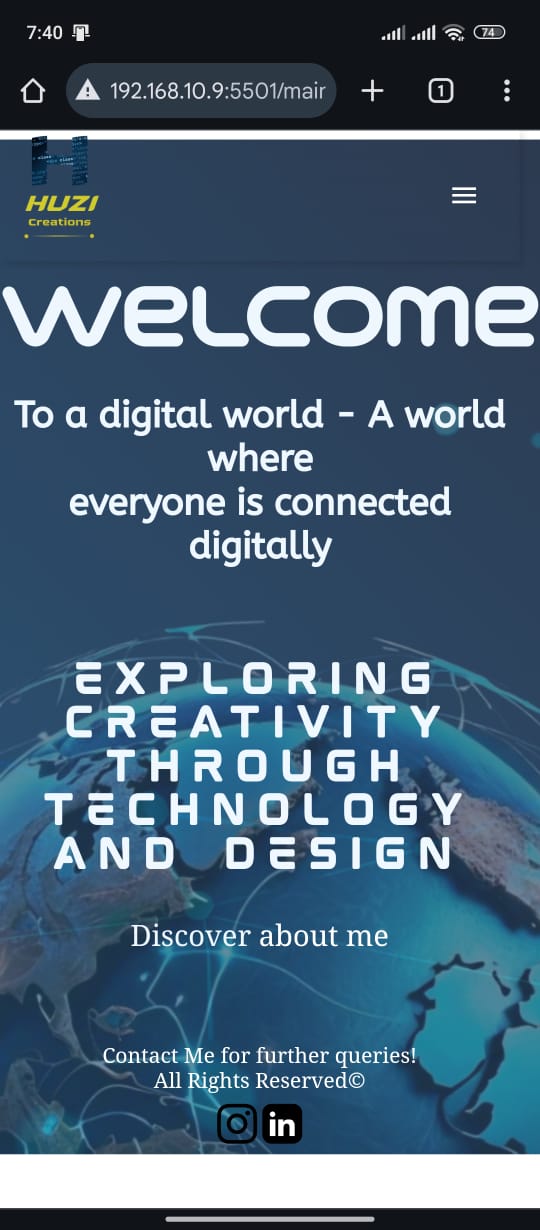 7:40
74
192.168.10.9:5501/mair
1
HUZI
Creations
WELCOME
To a digital world - A world
where
everyone is connected
digitally
EXPLORING
CREATIVITY
THROUGH
TECHNOLOGY
AND DESIGN
Discover about me
Contact Me for further queries!
All Rights Reserved©
in